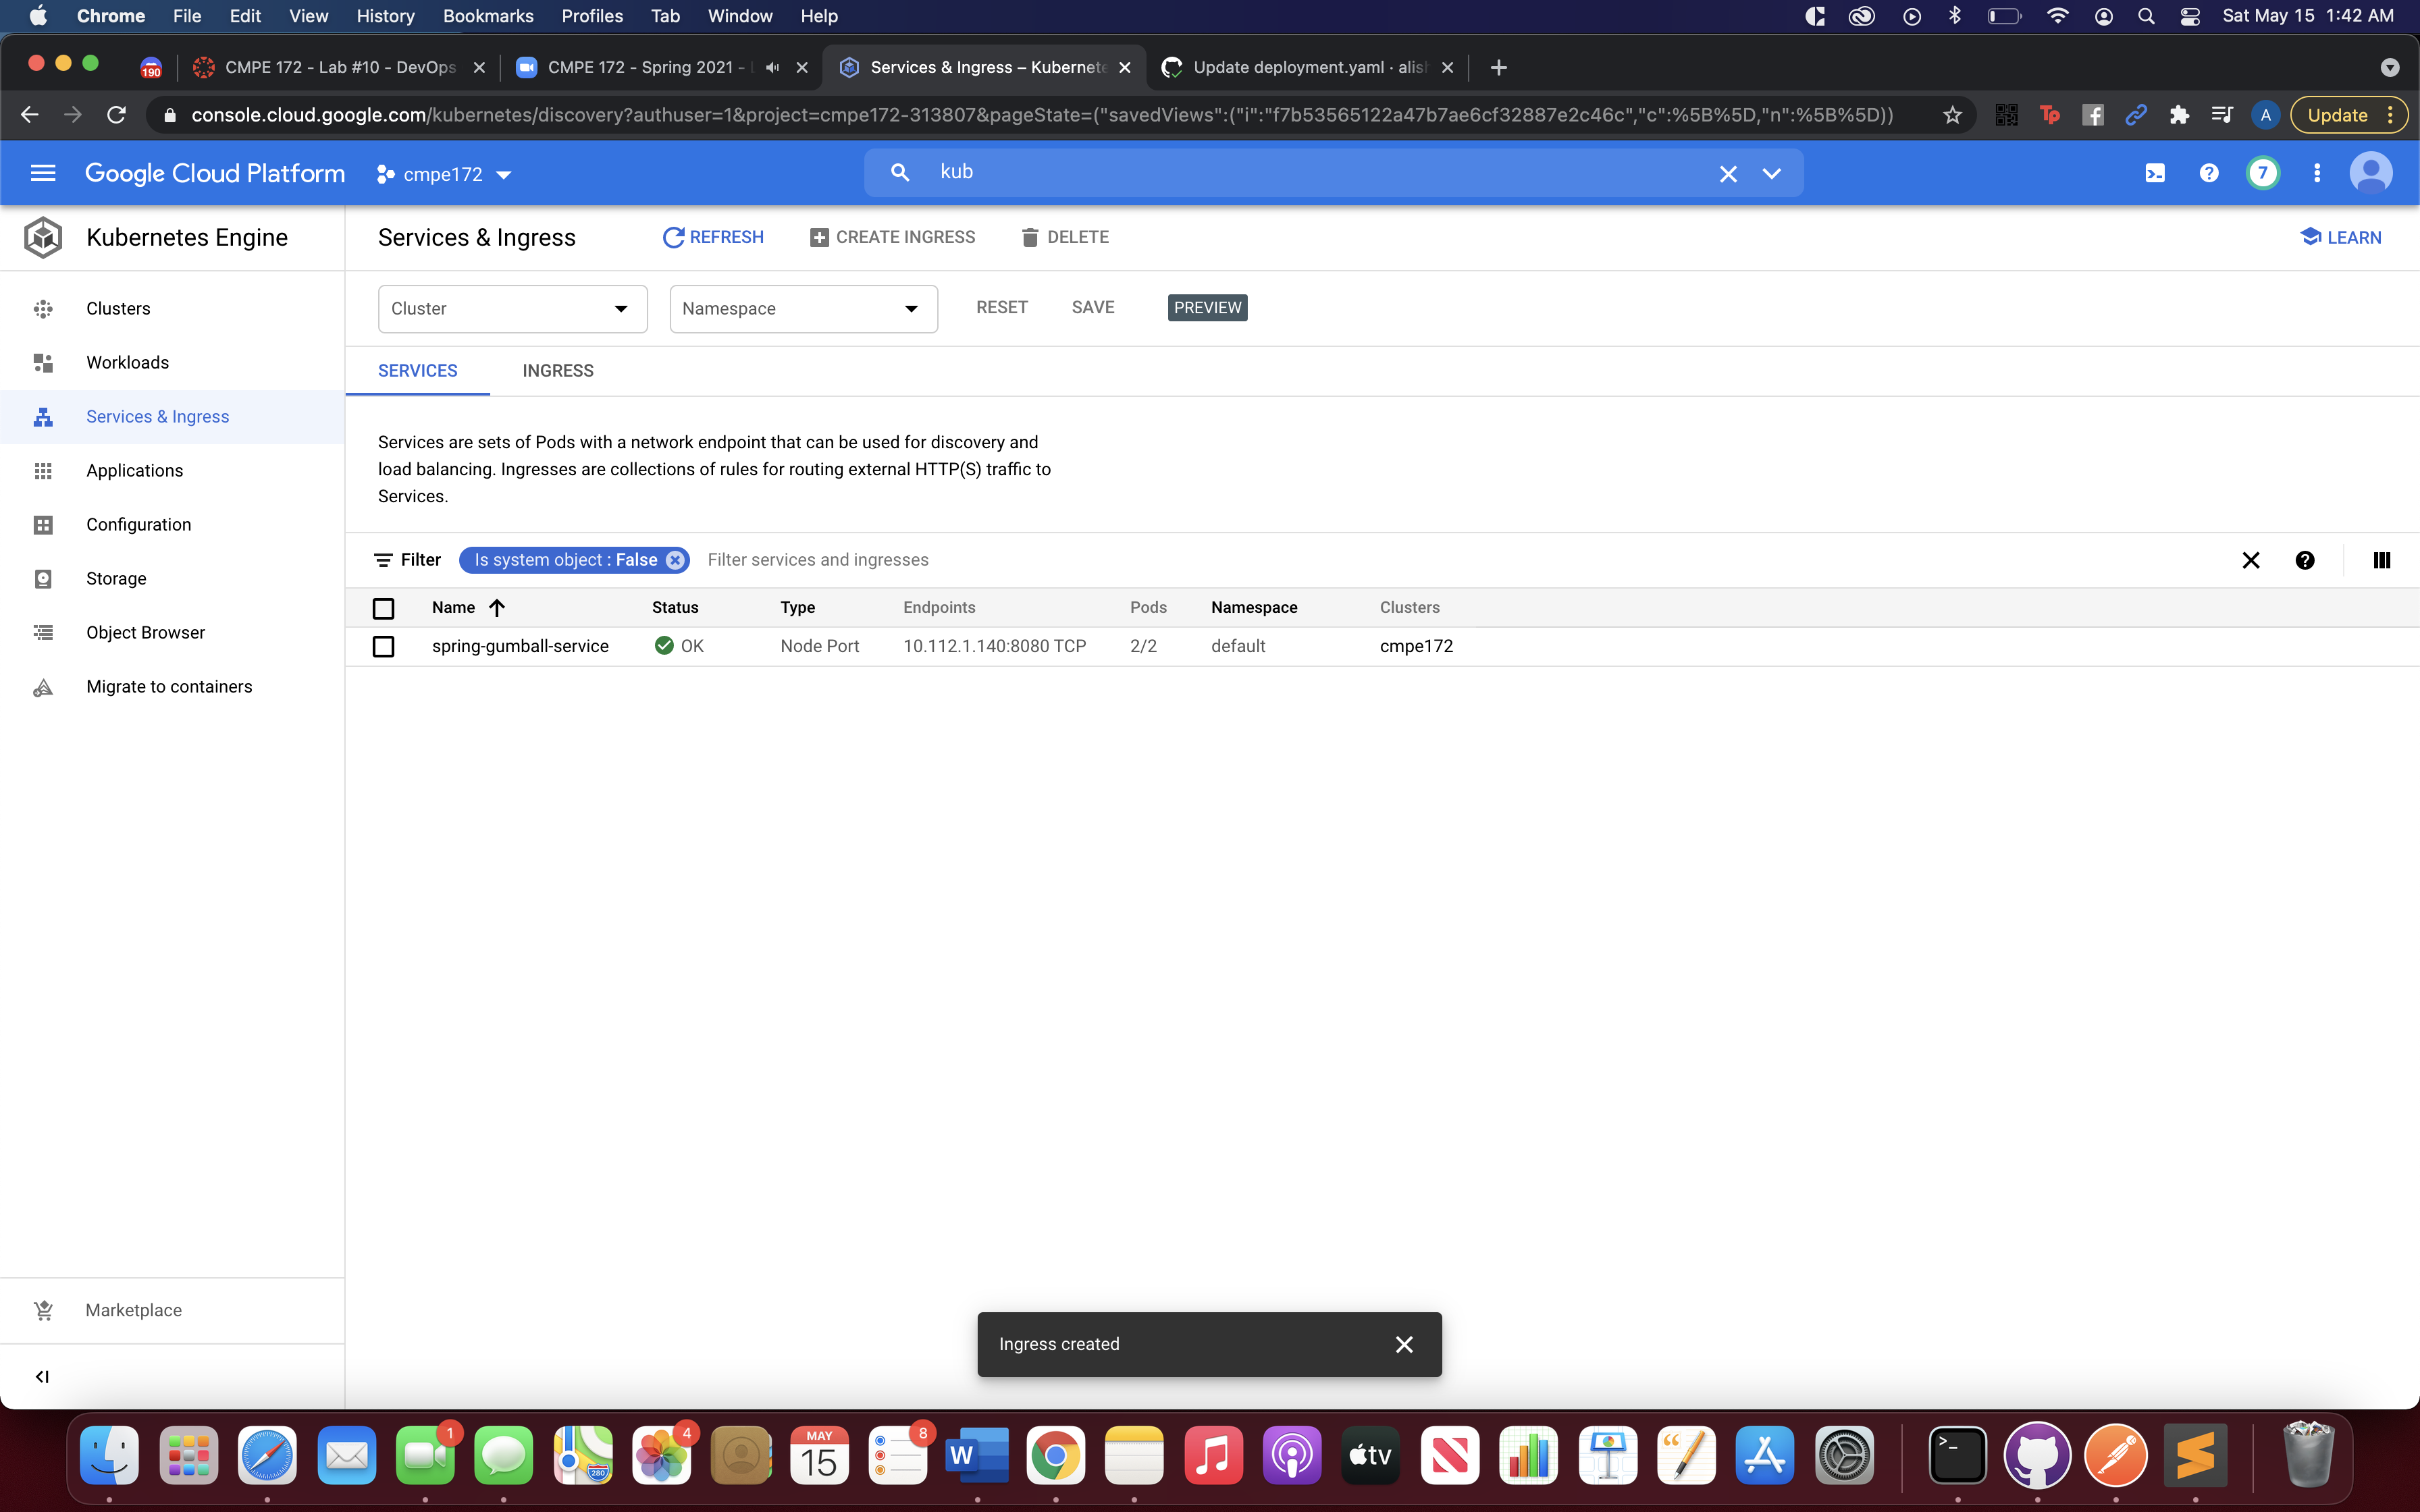 Chrome File Edit View History Bookmarks Profiles Tab Window Help Sat May 15 1:42 AM
190 CMPE 172 - Lab #10 - DevOps CMPE 172 - Spring 2021 - Services & Ingress – Kubernete Update deployment.yaml · alis
console.cloud.google.com/kubernetes/discovery?authuser=1&project=cmpe172-313807&pageState=("savedViews":("i":"f7b53565122a47b7ae6cf32887e2c46c","c":%5B%5D,"n":%5B%5D)) Tp f A Update
Google Cloud Platform cmpe172 kub 7
Kubernetes Engine Services & Ingress REFRESH CREATE INGRESS DELETE LEARN
Clusters
Workloads
Services & Ingress
Applications
Configuration
Storage
Object Browser
Migrate to containers
Marketplace
Cluster Namespace RESET SAVE PREVIEW
SERVICES INGRESS
Services are sets of Pods with a network endpoint that can be used for discovery and
load balancing. Ingresses are collections of rules for routing external HTTP(S) traffic to
Services.
Filter Is system object : False Filter services and ingresses
Name Status Type Endpoints Pods Namespace Clusters
spring-gumball-service OK Node Port 10.112.1.140:8080 TCP 2/2 default cmpe172
Ingress created
1 280 4 MAY 15 8 W tv >_